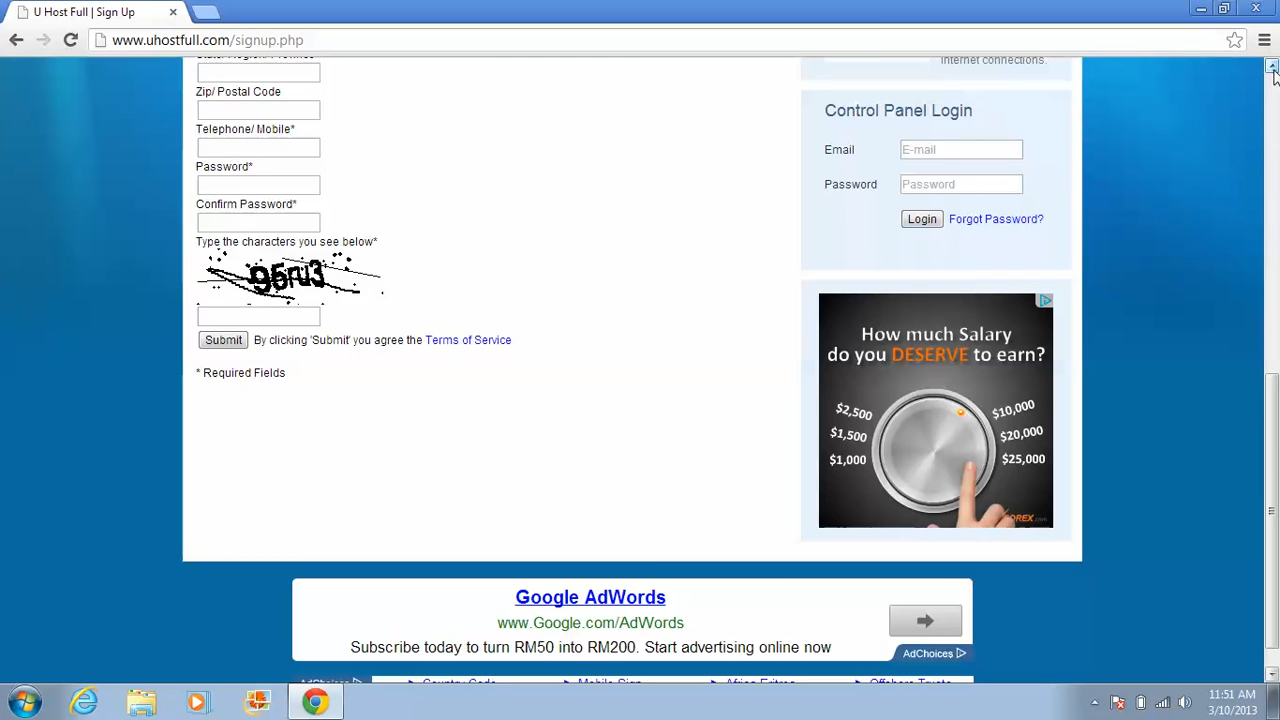 U Host Full | Sign Up
www.uhostfull.com/signup.php
Internet connections.
Zip/ Postal Code
Telephone/ Mobile*
Password*
Confirm Password*
Type the characters you see below*
Submit By clicking 'Submit' you agree the Terms of Service
* Required Fields
Control Panel Login
Email E-mail
Password Password
Login Forgot Password?
How much Salary
do you DESERVE to earn?
$2,500 $10,000
$1,500 $20,000
$1,000 $25,000
Google AdWords
www.Google.com/AdWords
Subscribe today to turn RM50 into RM200. Start advertising online now
AdChoices
11:51 AM
3/10/2013